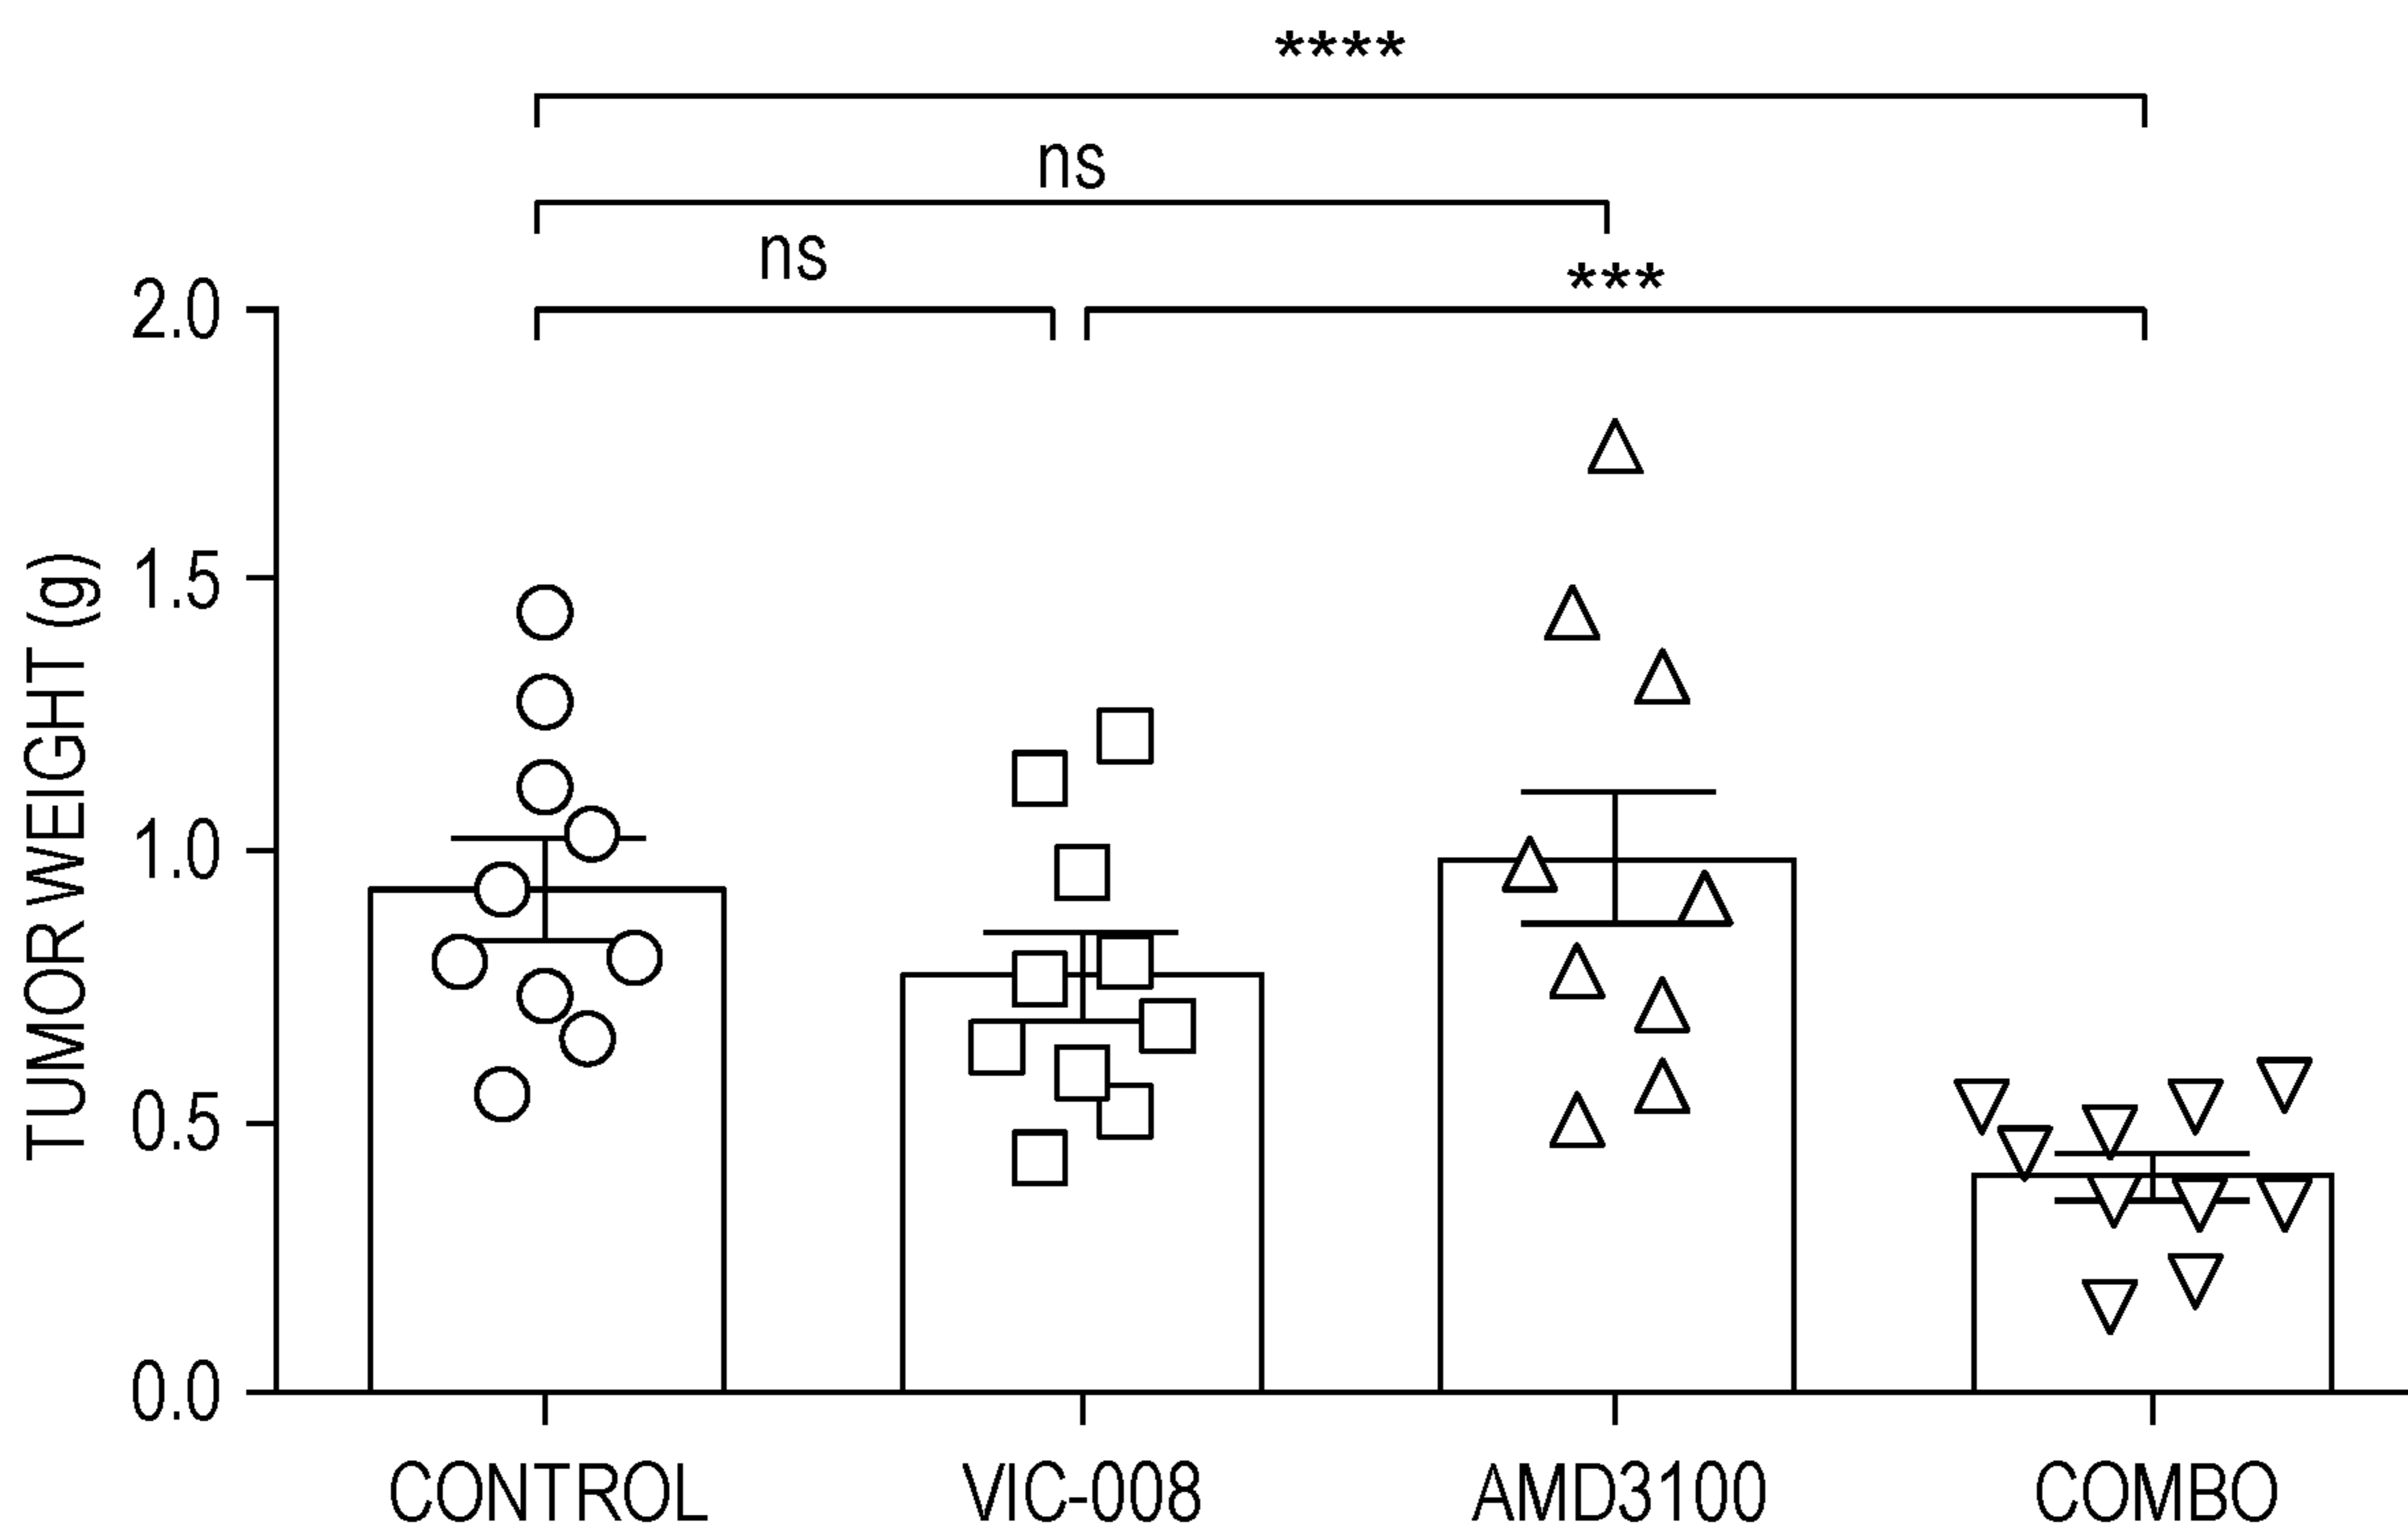 ****
ns
ns
***
2.0
1.5
1.0
0.5
0.0
TUMOR WEIGHT (g)
CONTROL
VIC-008
AMD3100
COMBO